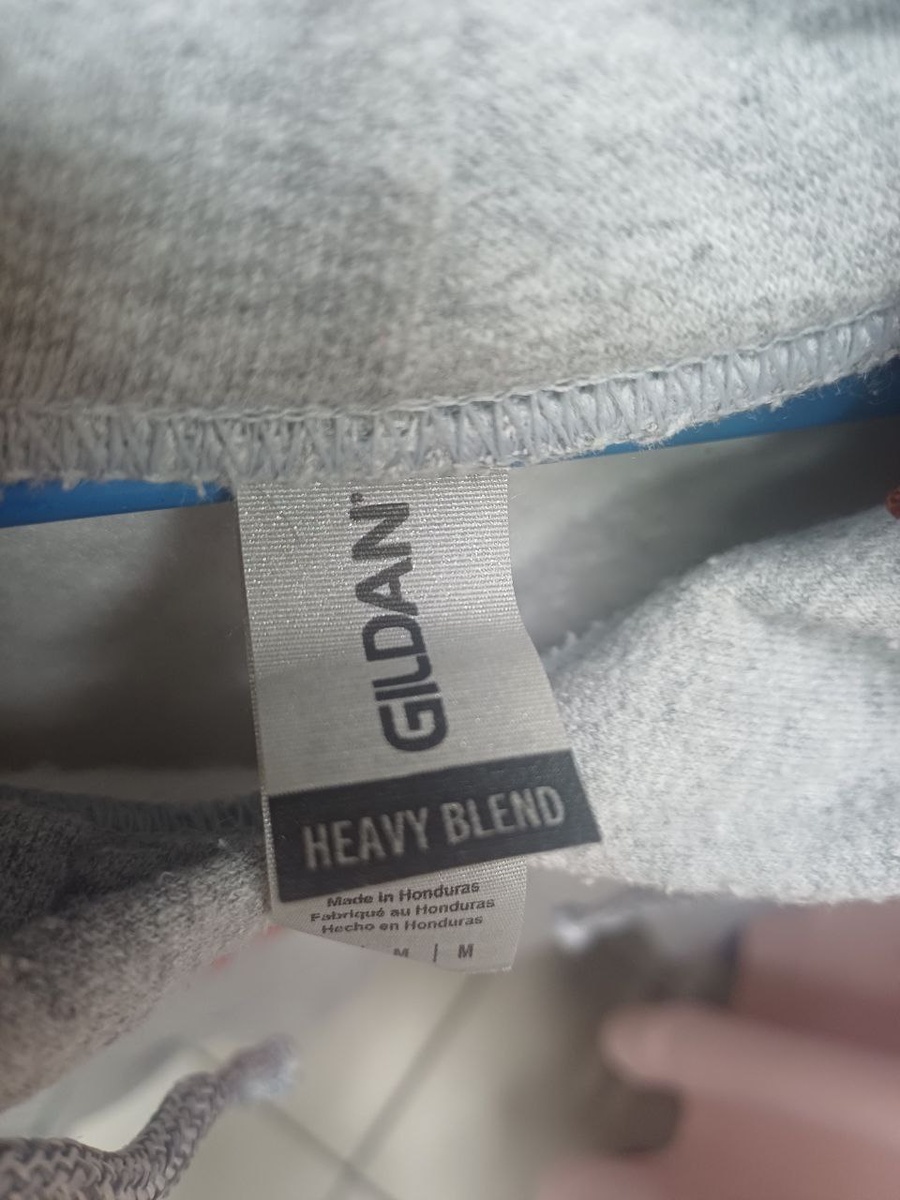 GILDAN®
HEAVY BLEND
Made in Honduras
Fabriqué au Honduras
Hecho en Honduras
M | M